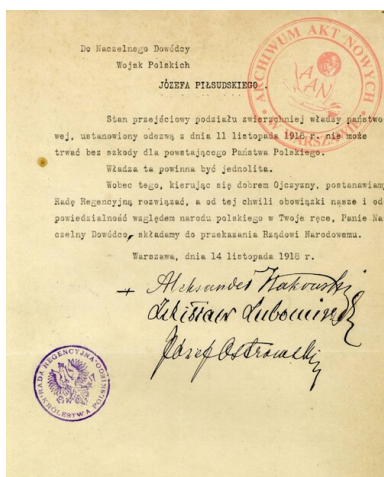 ARCHIWUM AKT NOWYCH
W WARSZAWIE
AAN
Do Naczelnego Dowódcy
Wojsk Polskich
JÓZEFA PIŁSUDSKIEGO.
Stan przejściowy podziału zwierzchniej władzy państwo
wej, ustanowiony odezwą z dnia 11 listopada 1918 r. nie może
trwać bez szkody dla powstającego Państwa Polskiego.
Władza ta powinna być jednolita.
Wobec tego, kierując się dobrem Ojczyzny, postanawiamy
Radę Regencyjną rozwiązać, a od tej chwili obowiązki nasze i od
powiedzialność względem narodu polskiego w Twoje ręce, Panie Na
czelny Dowódco, składamy do przekazania Rządowi Narodowemu.
Warszawa, dnia 14 listopada 1918 r.
+ Aleksander Kakowski
Zdzisław Lubomirski
Józef Ostrowski
RADA REGENCYJNA
KRÓLESTWA POLSK